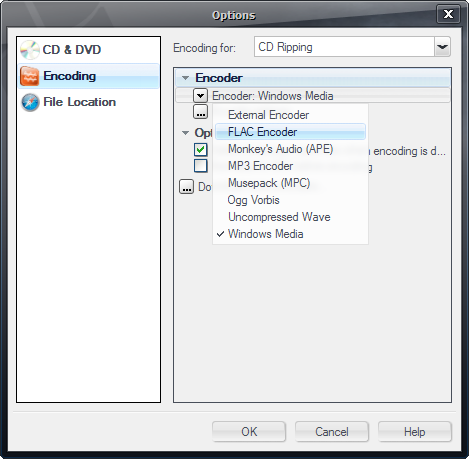 Options
CD & DVD
Encoding
File Location
Encoding for: CD Ripping
Encoder
Encoder: Windows Media
...
External Encoder
FLAC Encoder
Monkey's Audio (APE)
MP3 Encoder
Musepack (MPC)
Ogg Vorbis
Uncompressed Wave
Windows Media
Opt
encoding is d...
... Do
OK
Cancel
Help